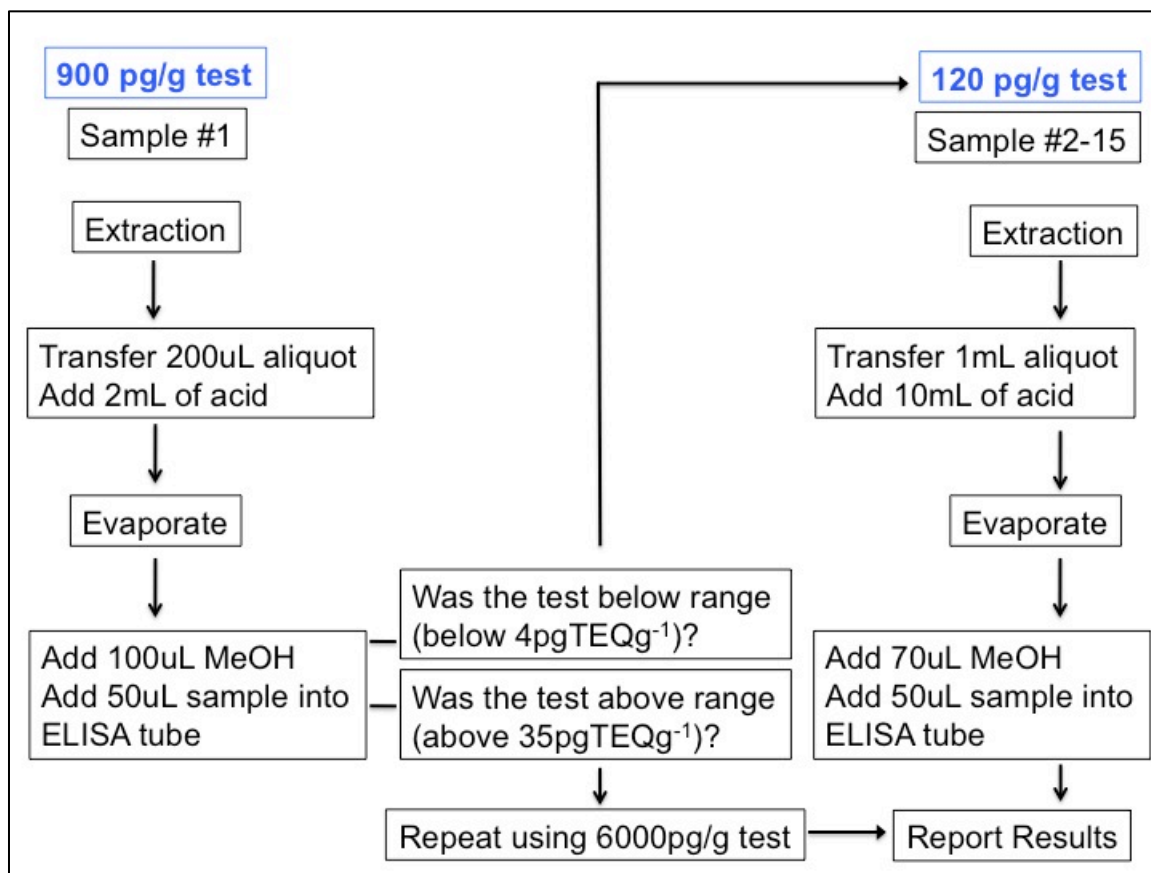 900 pg/g test
Sample #1
Extraction
Transfer 200uL aliquot
Add 2mL of acid
Evaporate
Add 100uL MeOH
Add 50uL sample into
ELISA tube
Was the test below range
(below 4pgTEQg⁻¹)?
Was the test above range
(above 35pgTEQg⁻¹)?
Repeat using 6000pg/g test
120 pg/g test
Sample #2-15
Extraction
Transfer 1mL aliquot
Add 10mL of acid
Evaporate
Add 70uL MeOH
Add 50uL sample into
ELISA tube
Report Results